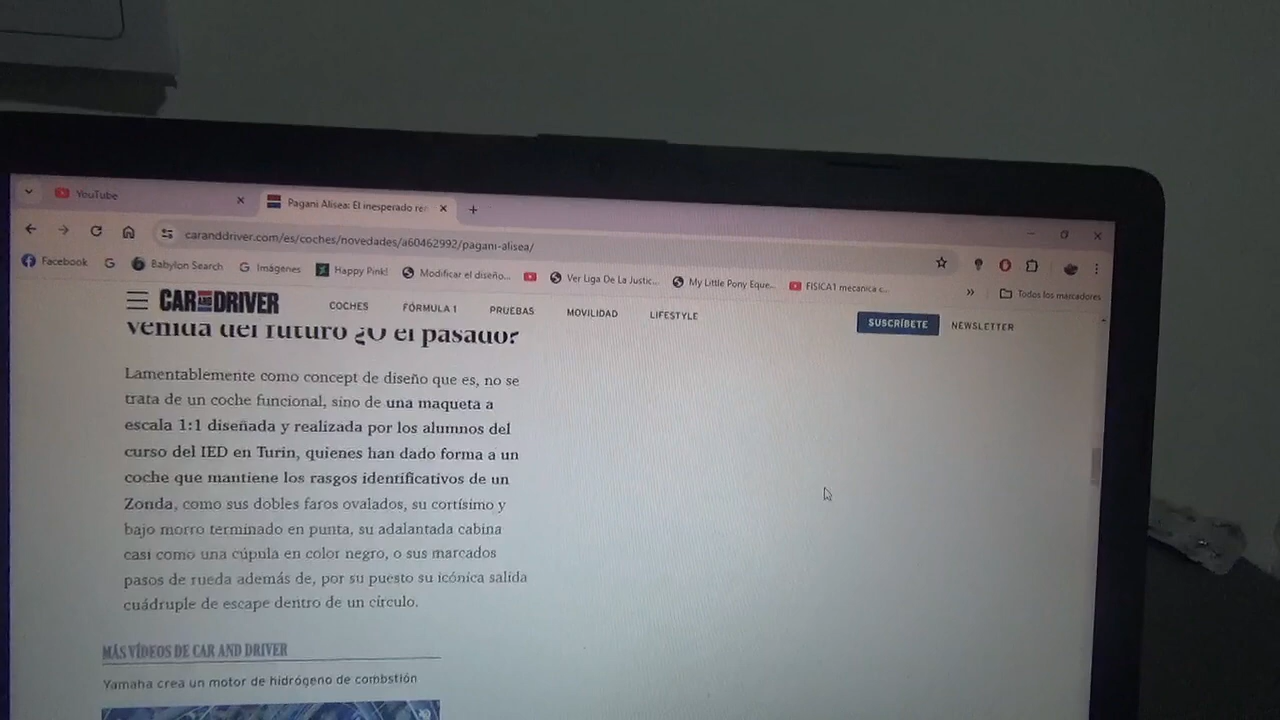 YouTube
Pagani Alisea: El inesperado re
caranddriver.com/es/coches/novedades/a60462992/pagani-alisea/
Facebook
Babylon Search
Imágenes
Happy Pink!
Modificar el diseño...
Ver Liga De La Justic...
My Little Pony Eque...
FISICA1 mecanica c...
Todos los marcadores
CAR AND DRIVER
COCHES
FÓRMULA 1
PRUEBAS
MOVILIDAD
LIFESTYLE
SUSCRÍBETE
NEWSLETTER
venida del futuro ¿O el pasado?
Lamentablemente como concept de diseño que es, no se
trata de un coche funcional, sino de una maqueta a
escala 1:1 diseñada y realizada por los alumnos del
curso del IED en Turín, quienes han dado forma a un
coche que mantiene los rasgos identificativos de un
Zonda, como sus dobles faros ovalados, su cortísimo y
bajo morro terminado en punta, su adalantada cabina
casi como una cúpula en color negro, o sus marcados
pasos de rueda además de, por su puesto su icónica salida
cuádruple de escape dentro de un círculo.
MÁS VÍDEOS DE CAR AND DRIVER
Yamaha crea un motor de hidrógeno de combstión